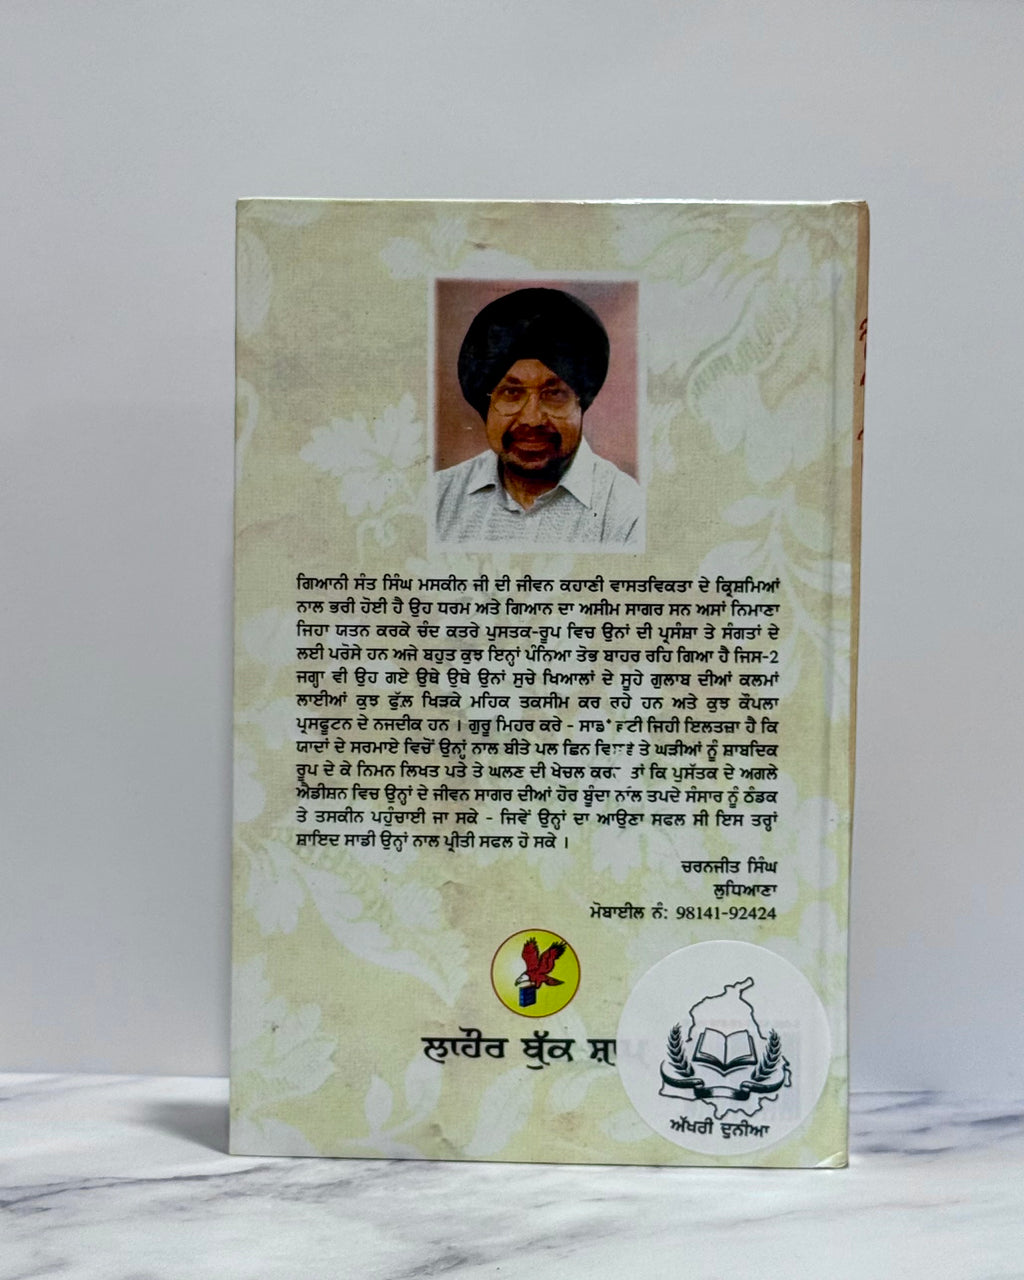 ਗਿਆਨੀ ਸੰਤ ਸਿੰਘ ਮਸਕੀਨ ਜੀ ਦੀ ਜੀਵਨ ਕਹਾਣੀ ਵਾਸਤਵਿਕਤਾ ਦੇ ਕ੍ਰਿਸ਼ਮਿਆਂ
ਨਾਲ ਭਰੀ ਹੋਈ ਹੈ ਉਹ ਧਰਮ ਅਤੇ ਗਿਆਨ ਦਾ ਅਸੀਮ ਸਾਗਰ ਸਨ ਅਸਾਂ ਨਿਮਾਣਾ
ਜਿਹਾ ਯਤਨ ਕਰਕੇ ਚੰਦ ਕਤਰੇ ਪੁਸਤਕ-ਰੂਪ ਵਿਚ ਉਨਾਂ ਦੀ ਪ੍ਰਸੰਸ਼ਾ ਤੇ ਸੰਗਤਾਂ ਦੇ
ਲਈ ਪਰੋਸੇ ਹਨ ਅਜੇ ਬਹੁਤ ਕੁਝ ਇਨ੍ਹਾਂ ਪੰਨਿਆ ਤੋਭ ਬਾਹਰ ਰਹਿ ਗਿਆ ਹੈ ਜਿਸ-2
ਜਗ੍ਹਾ ਵੀ ਉਹ ਗਏ ਉਥੇ ਉਥੇ ਉਨਾਂ ਸੁਚੇ ਖਿਆਲਾਂ ਦੇ ਸੂਹੇ ਗੁਲਾਬ ਦੀਆਂ ਕਲਮਾਂ
ਲਾਈਆਂ ਕੁਝ ਫੁੱਲ ਖਿੜਕੇ ਮਹਿਕ ਤਕਸੀਮ ਕਰ ਰਹੇ ਹਨ ਅਤੇ ਕੁਝ ਕੌਪਲਾ
ਪ੍ਰਸਫੂਟਨ ਦੇ ਨਜਦੀਕ ਹਨ । ਗੁਰੂ ਮਿਹਰ ਕਰੇ - ਜਿਹੀ ਇਲਤਜ਼ਾ ਹੈ ਕਿ
ਯਾਦਾਂ ਦੇ ਸਰਮਾਏ ਵਿਚੋਂ ਉਨ੍ਹਾਂ ਨਾਲ ਬੀਤੇ ਪਲ ਛਿਨ ਤੇ ਘੜੀਆਂ ਨੂੰ ਸ਼ਾਬਦਿਕ
ਰੂਪ ਦੇ ਕੇ ਨਿਮਨ ਲਿਖਤ ਪਤੇ ਤੇ ਘਲਣ ਦੀ ਖੇਚਲ ਤਾਂ ਕਿ ਪੁਸੱਤਕ ਦੇ ਅਗਲੇ
ਐਡੀਸ਼ਨ ਵਿਚ ਉਨ੍ਹਾਂ ਦੇ ਜੀਵਨ ਸਾਗਰ ਦੀਆਂ ਹੋਰ ਬੂੰਦਾ ਨਾਲ ਤਪਦੇ ਸੰਸਾਰ ਨੂੰ ਠੰਡਕ
ਤੇ ਤਸਕੀਨ ਪਹੁੰਚਾਈ ਜਾ ਸਕੇ - ਜਿਵੇਂ ਉਨ੍ਹਾਂ ਦਾ ਆਉਣਾ ਸਫਲ ਸੀ ਇਸ ਤਰ੍ਹਾਂ
ਸ਼ਾਇਦ ਸਾਡੀ ਉਨ੍ਹਾਂ ਨਾਲ ਪ੍ਰੀਤੀ ਸਫਲ ਹੋ ਸਕੇ ।
ਚਰਨਜੀਤ ਸਿੰਘ
ਲੁਧਿਆਣਾ
ਮੋਬਾਈਲ ਨੰ: 98141-92424
ਲਾਹੌਰ ਬੁੱਕ
ਅੱਖਰੀ ਦੁਨੀਆ